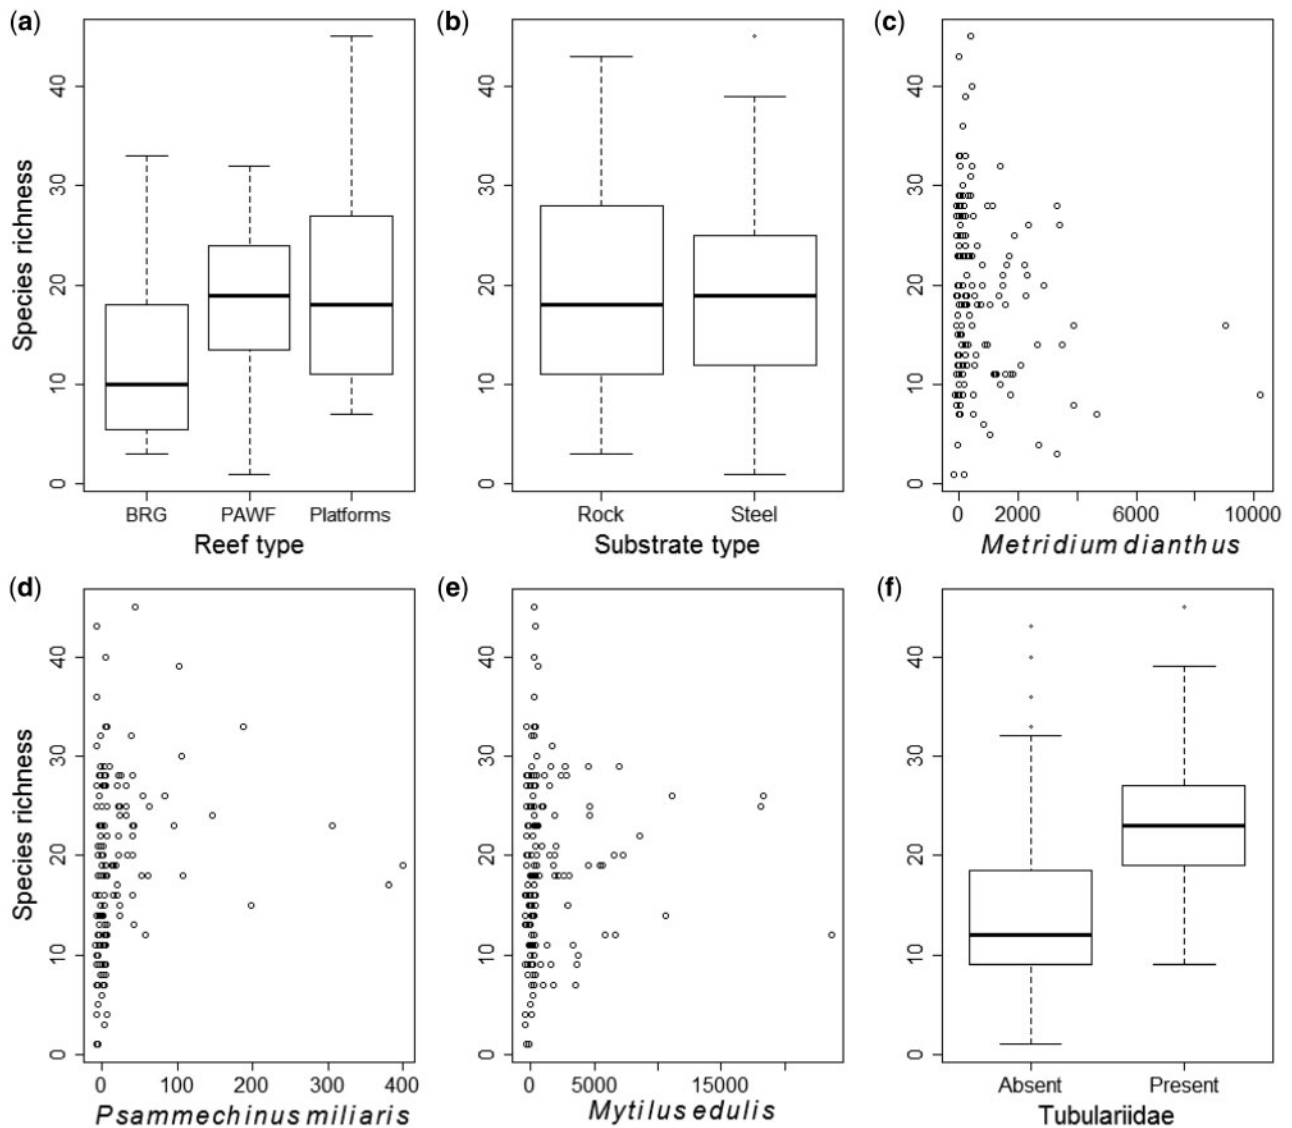 (a)
Species richness
40
30
20
10
0
BRG PAWF Platforms
Reef type
(b)
40
30
20
10
0
Rock Steel
Substrate type
(c)
40
30
20
10
0
0 2000 6000 10000
Metridium dianthus
(d)
Species richness
40
30
20
10
0
0 100 200 300 400
Psammechinus miliaris
(e)
40
30
20
10
0
0 5000 15000
Mytilus edulis
(f)
40
30
20
10
0
Absent Present
Tubulariidae